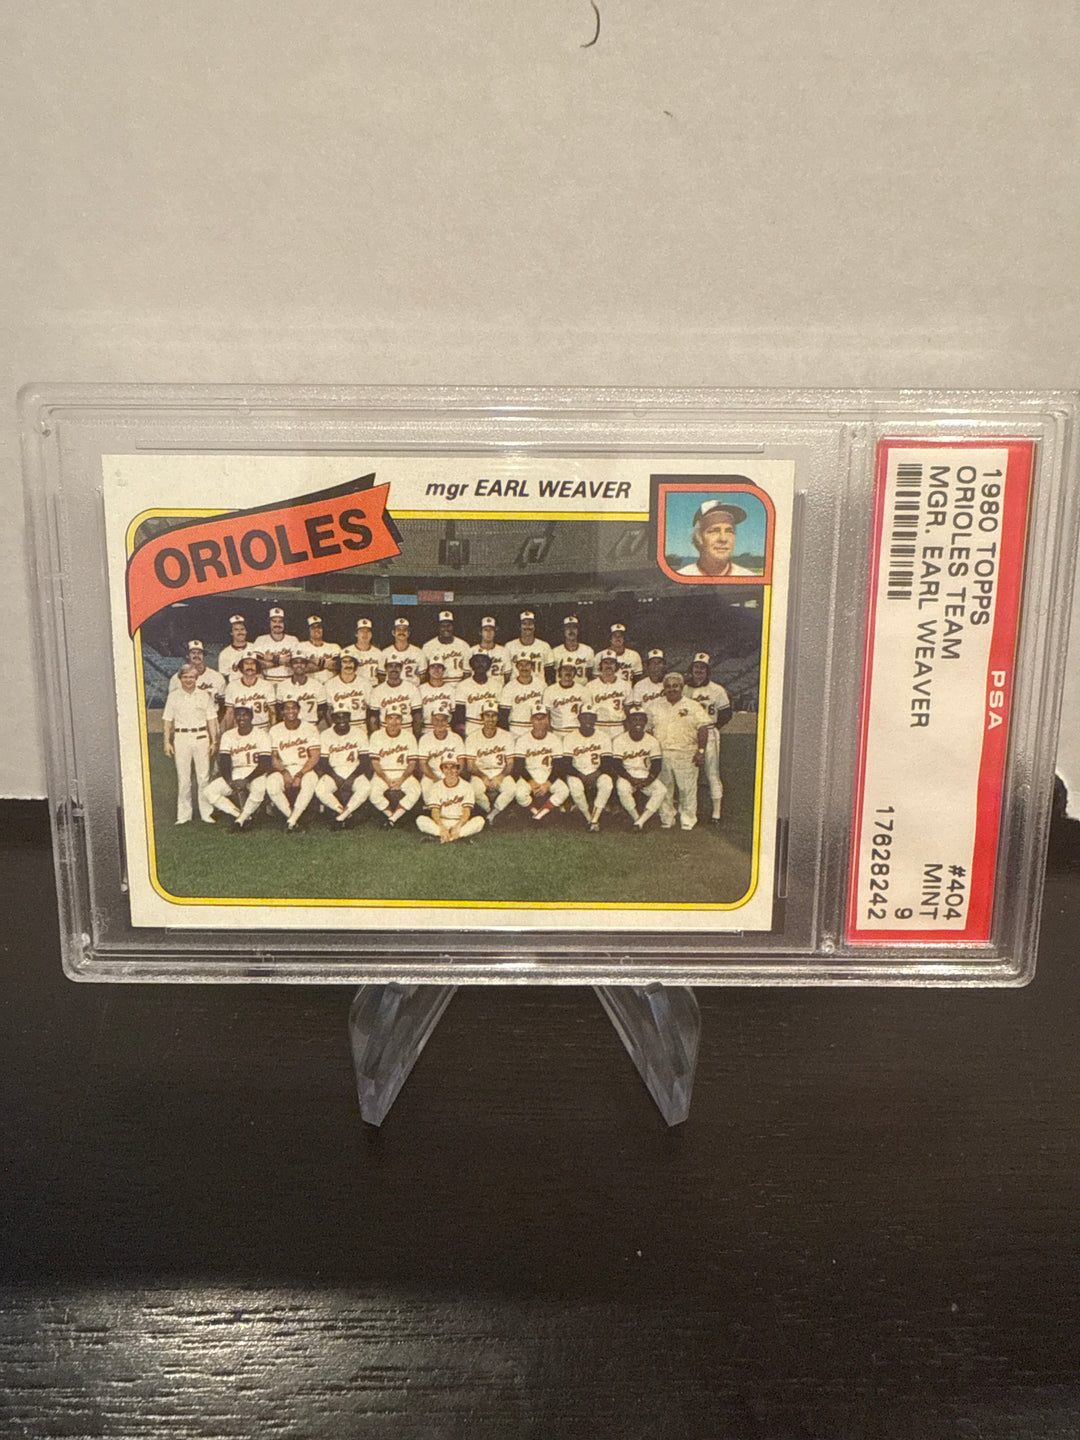 mgr EARL WEAVER
ORIOLES
1980 TOPPS
ORIOLES TEAM
MGR. EARL WEAVER
#404
MINT
9
17628242
PSA